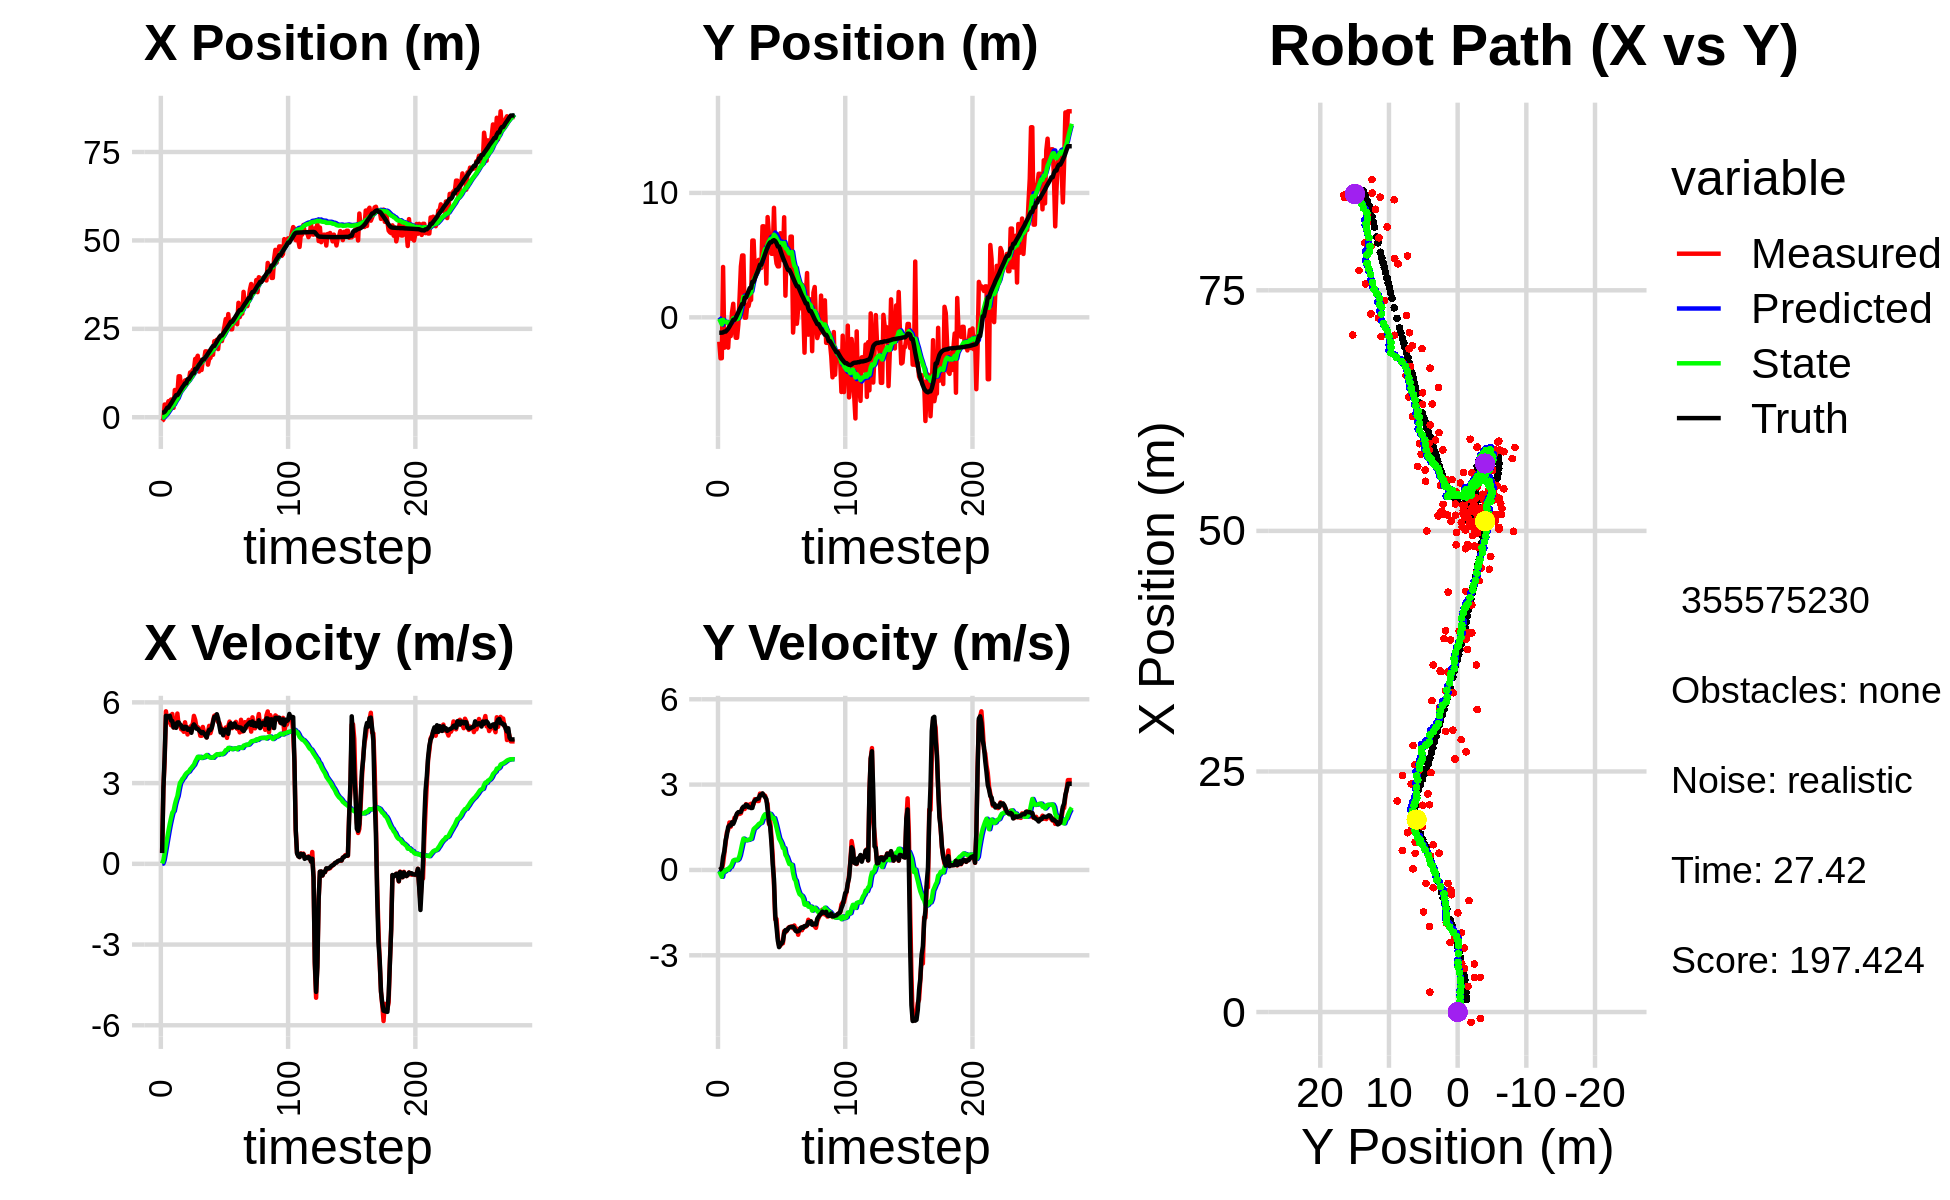 X Position (m)
75
50
25
0
0
100
200
timestep
Y Position (m)
10
0
0
100
200
timestep
X Velocity (m/s)
6
3
0
-3
-6
0
100
200
timestep
Y Velocity (m/s)
6
3
0
-3
0
100
200
timestep
Robot Path (X vs Y)
X Position (m)
75
50
25
0
20 10 0 -10 -20
Y Position (m)
variable
Measured
Predicted
State
Truth
355575230
Obstacles: none
Noise: realistic
Time: 27.42
Score: 197.424